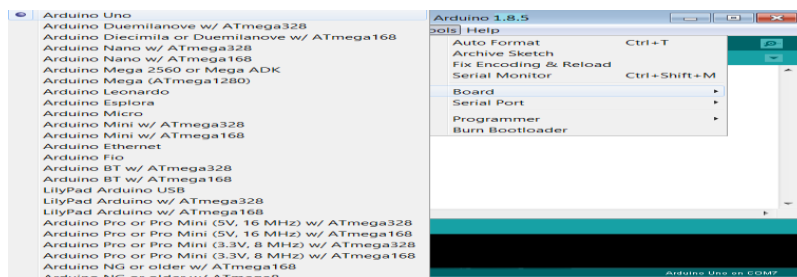 Arduino Uno
Arduino Duemilanove w/ ATmega328
Arduino Diecimila or Duemilanove w/ ATmega168
Arduino Nano w/ ATmega328
Arduino Nano w/ ATmega168
Arduino Mega 2560 or Mega ADK
Arduino Mega (ATmega1280)
Arduino Leonardo
Arduino Esplora
Arduino Micro
Arduino Mini w/ ATmega328
Arduino Mini w/ ATmega168
Arduino Ethernet
Arduino Fio
Arduino BT w/ ATmega328
Arduino BT w/ ATmega168
LilyPad Arduino USB
LilyPad Arduino w/ ATmega328
LilyPad Arduino w/ ATmega168
Arduino Pro or Pro Mini (5V, 16 MHz) w/ ATmega328
Arduino Pro or Pro Mini (5V, 16 MHz) w/ ATmega168
Arduino Pro or Pro Mini (3.3V, 8 MHz) w/ ATmega328
Arduino Pro or Pro Mini (3.3V, 8 MHz) w/ ATmega168
Arduino NG or older w/ ATmega168
Arduino NG or older w/ ATmega8
Arduino 1.8.5
ools Help
Auto Format Ctrl+T
Archive Sketch
Fix Encoding & Reload
Serial Monitor Ctrl+Shift+M
Board
Serial Port
Programmer
Burn Bootloader
Arduino Uno on COM7